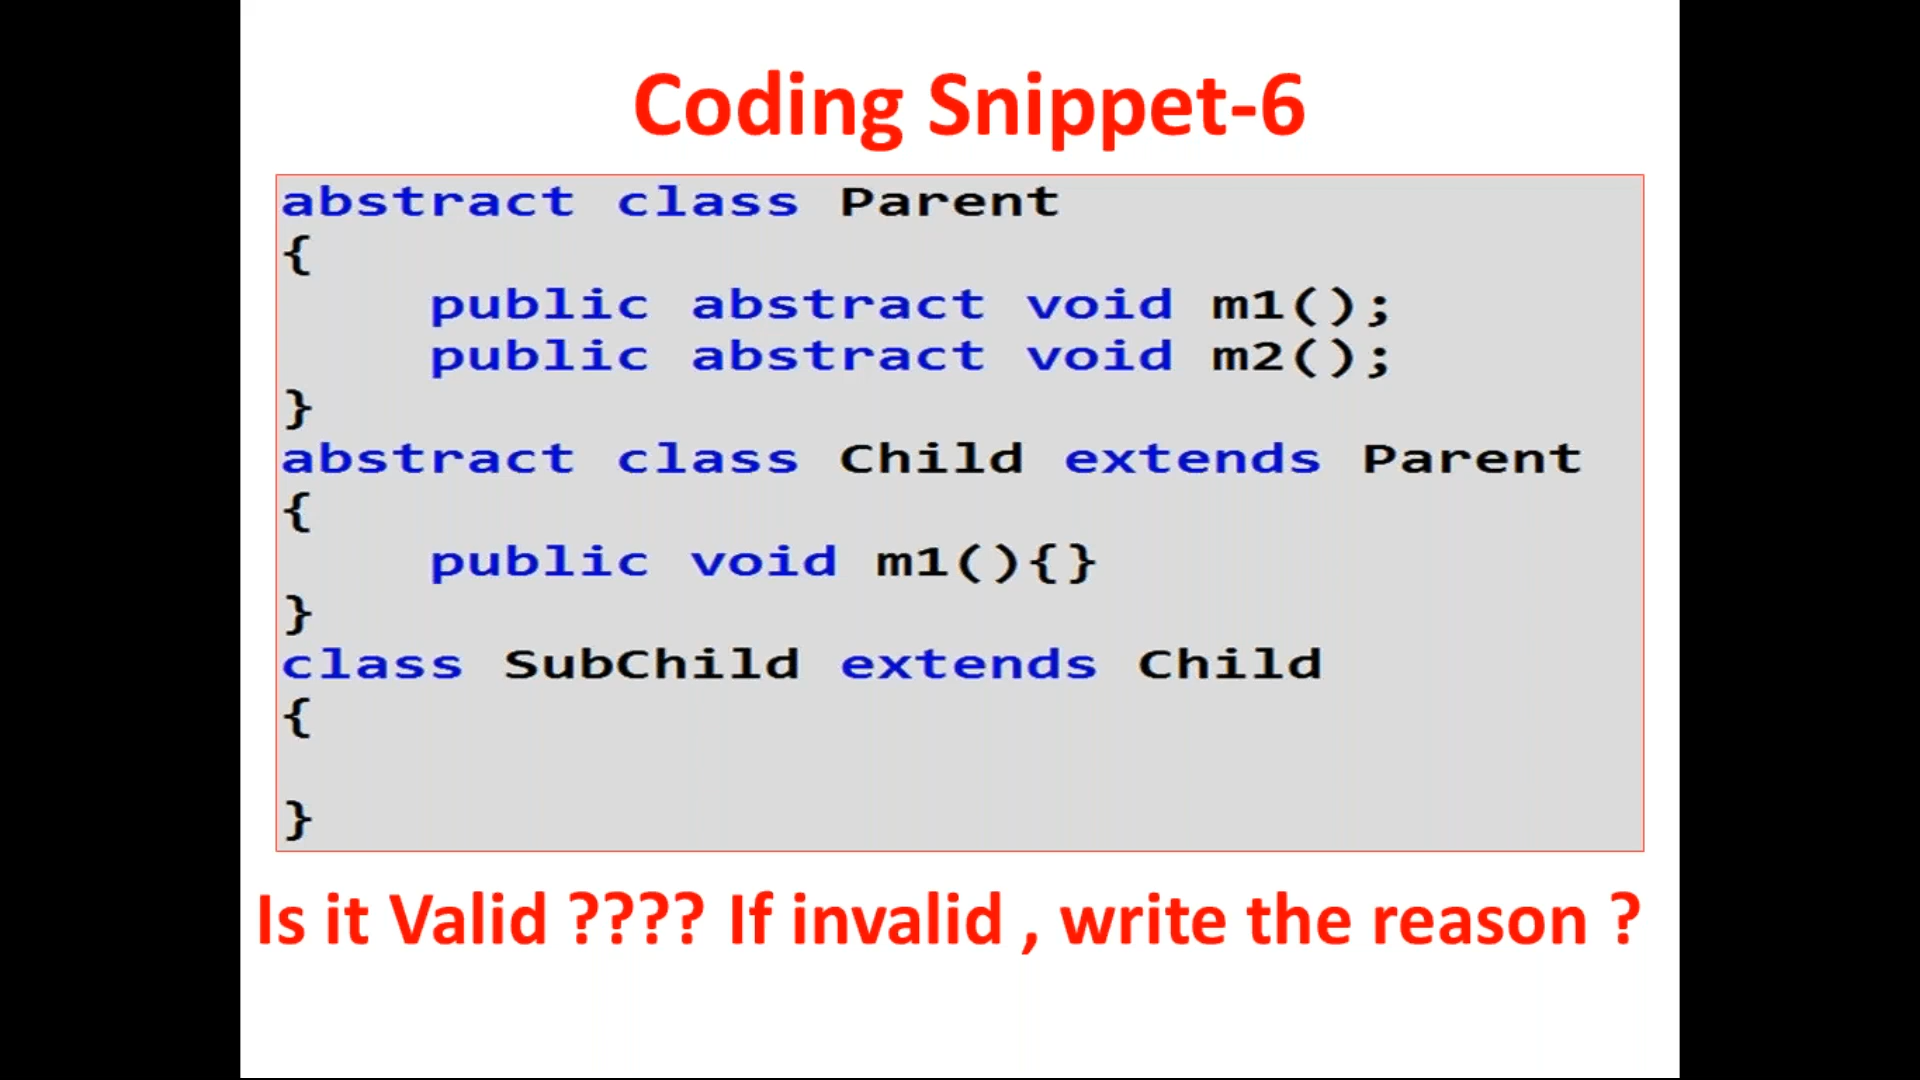 Coding Snippet-6
abstract class Parent
{
public abstract void m1();
public abstract void m2();
}
abstract class Child extends Parent
{
public void m1(){}
}
class SubChild extends Child
{
}
Is it Valid ???? If invalid , write the reason ?